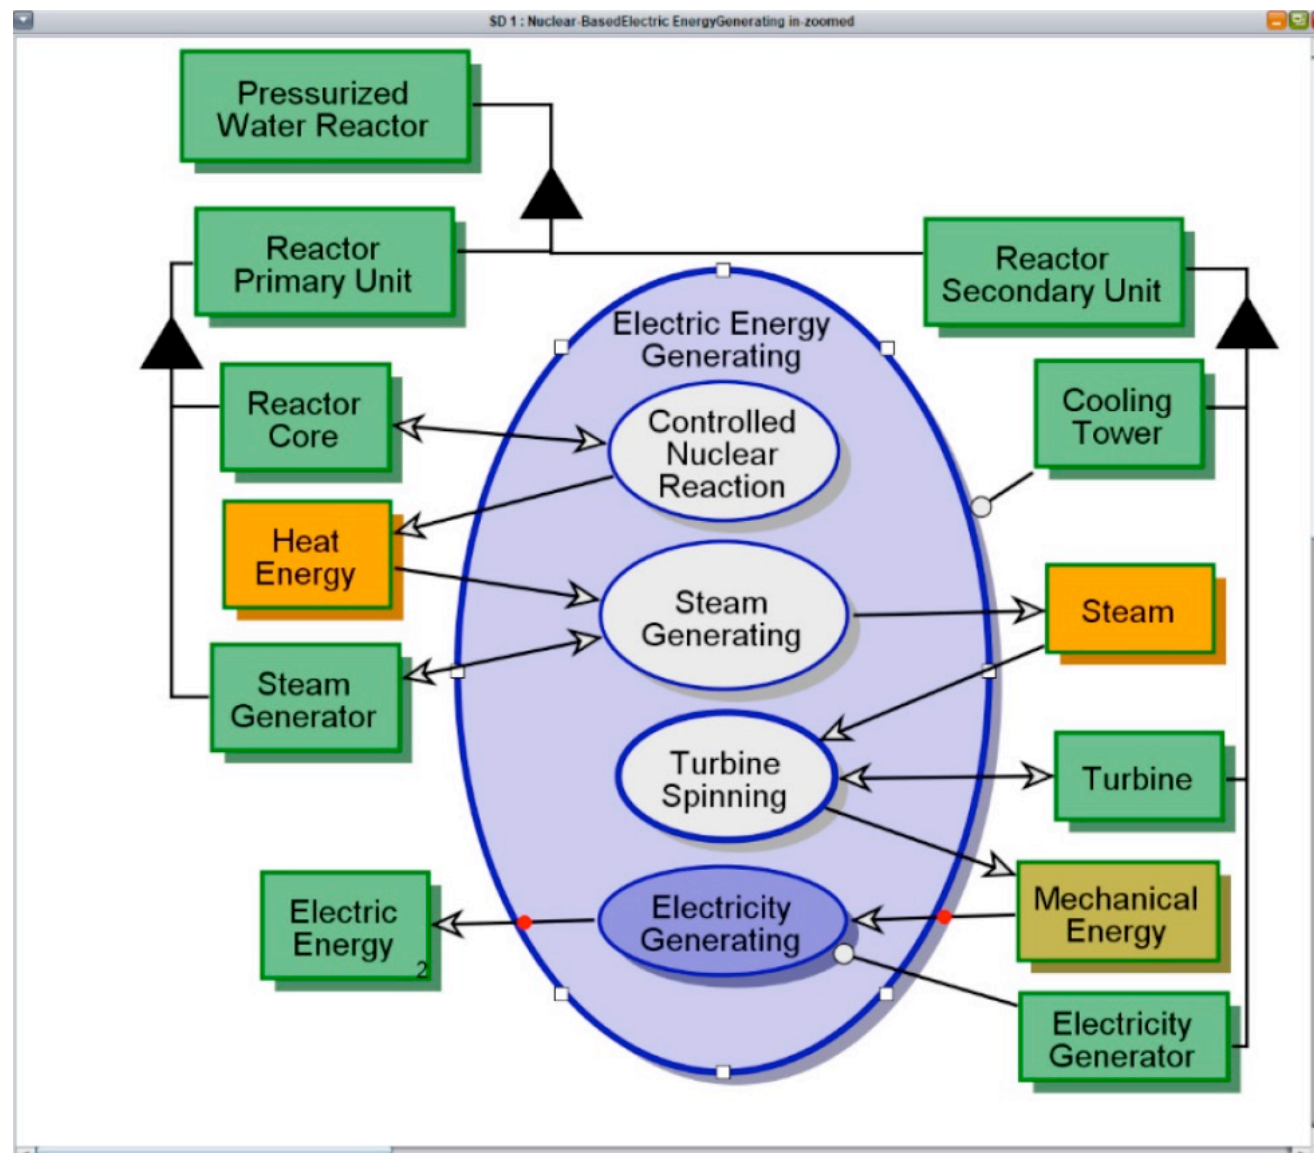 SD 1 : Nuclear-BasedElectric EnergyGenerating in-zoomed
Pressurized
Water Reactor
Reactor
Primary Unit
Reactor
Secondary Unit
Electric Energy
Generating
Reactor
Core
Controlled
Nuclear
Reaction
Cooling
Tower
Heat
Energy
Steam
Generating
Steam
Steam
Generator
Turbine
Spinning
Turbine
Electric
Energy
2
Electricity
Generating
Mechanical
Energy
Electricity
Generator